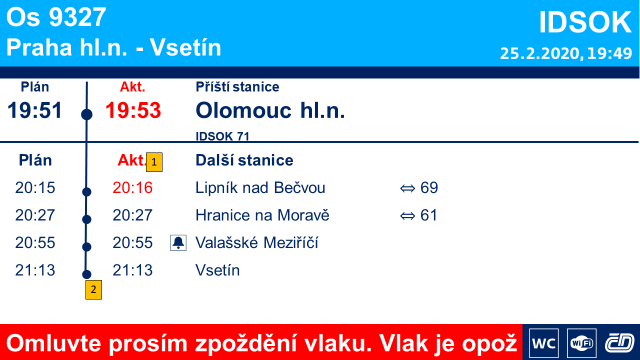 Os 9327
IDSOK
Praha hl.n. - Vsetín
25.2.2020, 19:49
Plán Akt. Příští stanice
19:51 19:53 Olomouc hl.n.
IDSOK 71
Plán Akt. 1 Další stanice
20:15 20:16 Lipník nad Bečvou ⇔ 69
20:27 20:27 Hranice na Moravě ⇔ 61
20:55 20:55 Valašské Meziříčí
21:13 21:13 Vsetín
2
Omluvte prosím zpoždění vlaku. Vlak je opož WC WiFi ČD